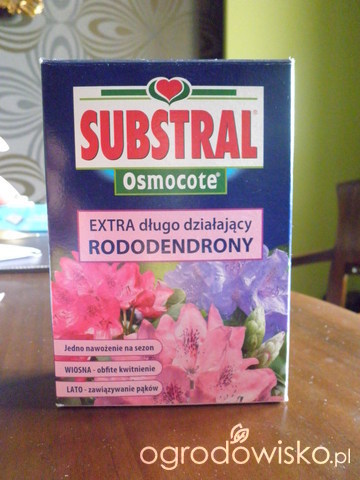 SUBSTRAL®
Osmocote®
EXTRA długo działający
RODODENDRONY
Jedno nawożenie na sezon
WIOSNA - obfite kwitnienie
LATO - zawiązywanie pąków
ogrodowisko.pl